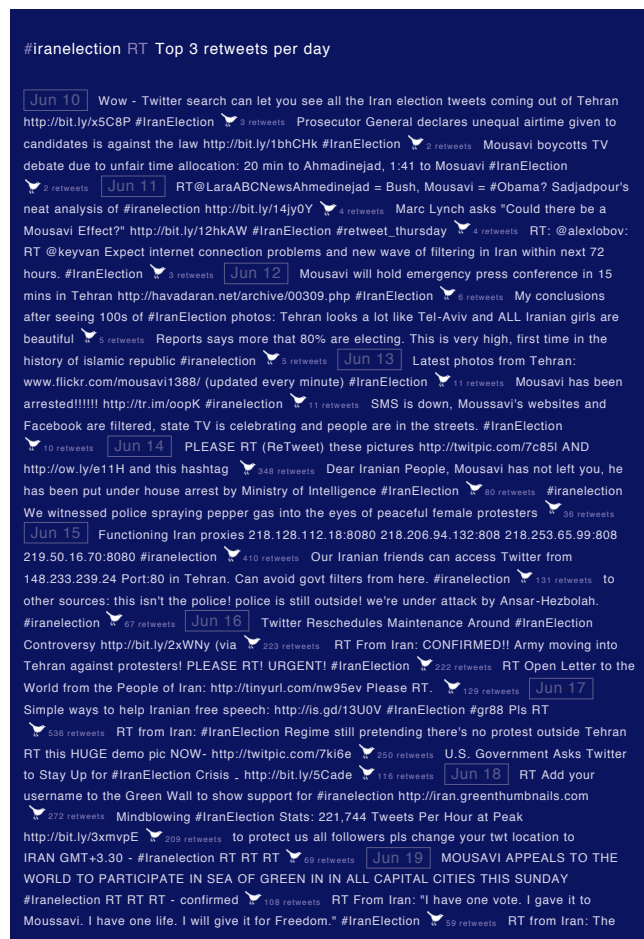 #iranelection RT Top 3 retweets per day
Jun 10 Wow - Twitter search can let you see all the Iran election tweets coming out of Tehran
http://bit.ly/x5C8P #IranElection 3 retweets Prosecutor General declares unequal airtime given to
candidates is against the law http://bit.ly/1bhCHk #IranElection 2 retweets Mousavi boycotts TV
debate due to unfair time allocation: 20 min to Ahmadinejad, 1:41 to Mosuavi #IranElection
2 retweets Jun 11 RT@LaraABCNewsAhmedinejad = Bush, Mousavi = #Obama? Sadjadpour's
neat analysis of #iranelection http://bit.ly/14jy0Y 4 retweets Marc Lynch asks "Could there be a
Mousavi Effect?" http://bit.ly/12hkAW #IranElection #retweet_thursday 4 retweets RT: @alexlobov:
RT @keyvan Expect internet connection problems and new wave of filtering in Iran within next 72
hours. #IranElection 3 retweets Jun 12 Mousavi will hold emergency press conference in 15
mins in Tehran http://havadaran.net/archive/00309.php #IranElection 6 retweets My conclusions
after seeing 100s of #IranElection photos: Tehran looks a lot like Tel-Aviv and ALL Iranian girls are
beautiful 5 retweets Reports says more that 80% are electing. This is very high, first time in the
history of islamic republic #iranelection 5 retweets Jun 13 Latest photos from Tehran:
www.flickr.com/mousavi1388/ (updated every minute) #IranElection 11 retweets Mousavi has been
arrested!!!!!! http://tr.im/oopK #iranelection 11 retweets SMS is down, Moussavi's websites and
Facebook are filtered, state TV is celebrating and people are in the streets. #IranElection
10 retweets Jun 14 PLEASE RT (ReTweet) these pictures http://twitpic.com/7c85l AND
http://ow.ly/e11H and this hashtag 348 retweets Dear Iranian People, Mousavi has not left you, he
has been put under house arrest by Ministry of Intelligence #IranElection 80 retweets #iranelection
We witnessed police spraying pepper gas into the eyes of peaceful female protesters 36 retweets
Jun 15 Functioning Iran proxies 218.128.112.18:8080 218.206.94.132:808 218.253.65.99:808
219.50.16.70:8080 #iranelection 410 retweets Our Iranian friends can access Twitter from
148.233.239.24 Port:80 in Tehran. Can avoid govt filters from here. #iranelection 131 retweets to
other sources: this isn't the police! police is still outside! we're under attack by Ansar-Hezbolah.
#iranelection 67 retweets Jun 16 Twitter Reschedules Maintenance Around #IranElection
Controversy http://bit.ly/2xWNy (via 223 retweets RT From Iran: CONFIRMED!! Army moving into
Tehran against protesters! PLEASE RT! URGENT! #IranElection 222 retweets RT Open Letter to the
World from the People of Iran: http://tinyurl.com/nw95ev Please RT. 129 retweets Jun 17
Simple ways to help Iranian free speech: http://is.gd/13U0V #IranElection #gr88 Pls RT
536 retweets RT from Iran: #IranElection Regime still pretending there's no protest outside Tehran
RT this HUGE demo pic NOW- http://twitpic.com/7ki6e 250 retweets U.S. Government Asks Twitter
to Stay Up for #IranElection Crisis - http://bit.ly/5Cade 116 retweets Jun 18 RT Add your
username to the Green Wall to show support for #iranelection http://iran.greenthumbnails.com
272 retweets Mindblowing #IranElection Stats: 221,744 Tweets Per Hour at Peak
http://bit.ly/3xmvpE 209 retweets to protect us all followers pls change your twt location to
IRAN GMT+3.30 - #Iranelection RT RT RT 69 retweets Jun 19 MOUSAVI APPEALS TO THE
WORLD TO PARTICIPATE IN SEA OF GREEN IN IN ALL CAPITAL CITIES THIS SUNDAY
#Iranelection RT RT RT - confirmed 108 retweets RT From Iran: "I have one vote. I gave it to
Moussavi. I have one life. I will give it for Freedom." #IranElection 59 retweets RT from Iran: The